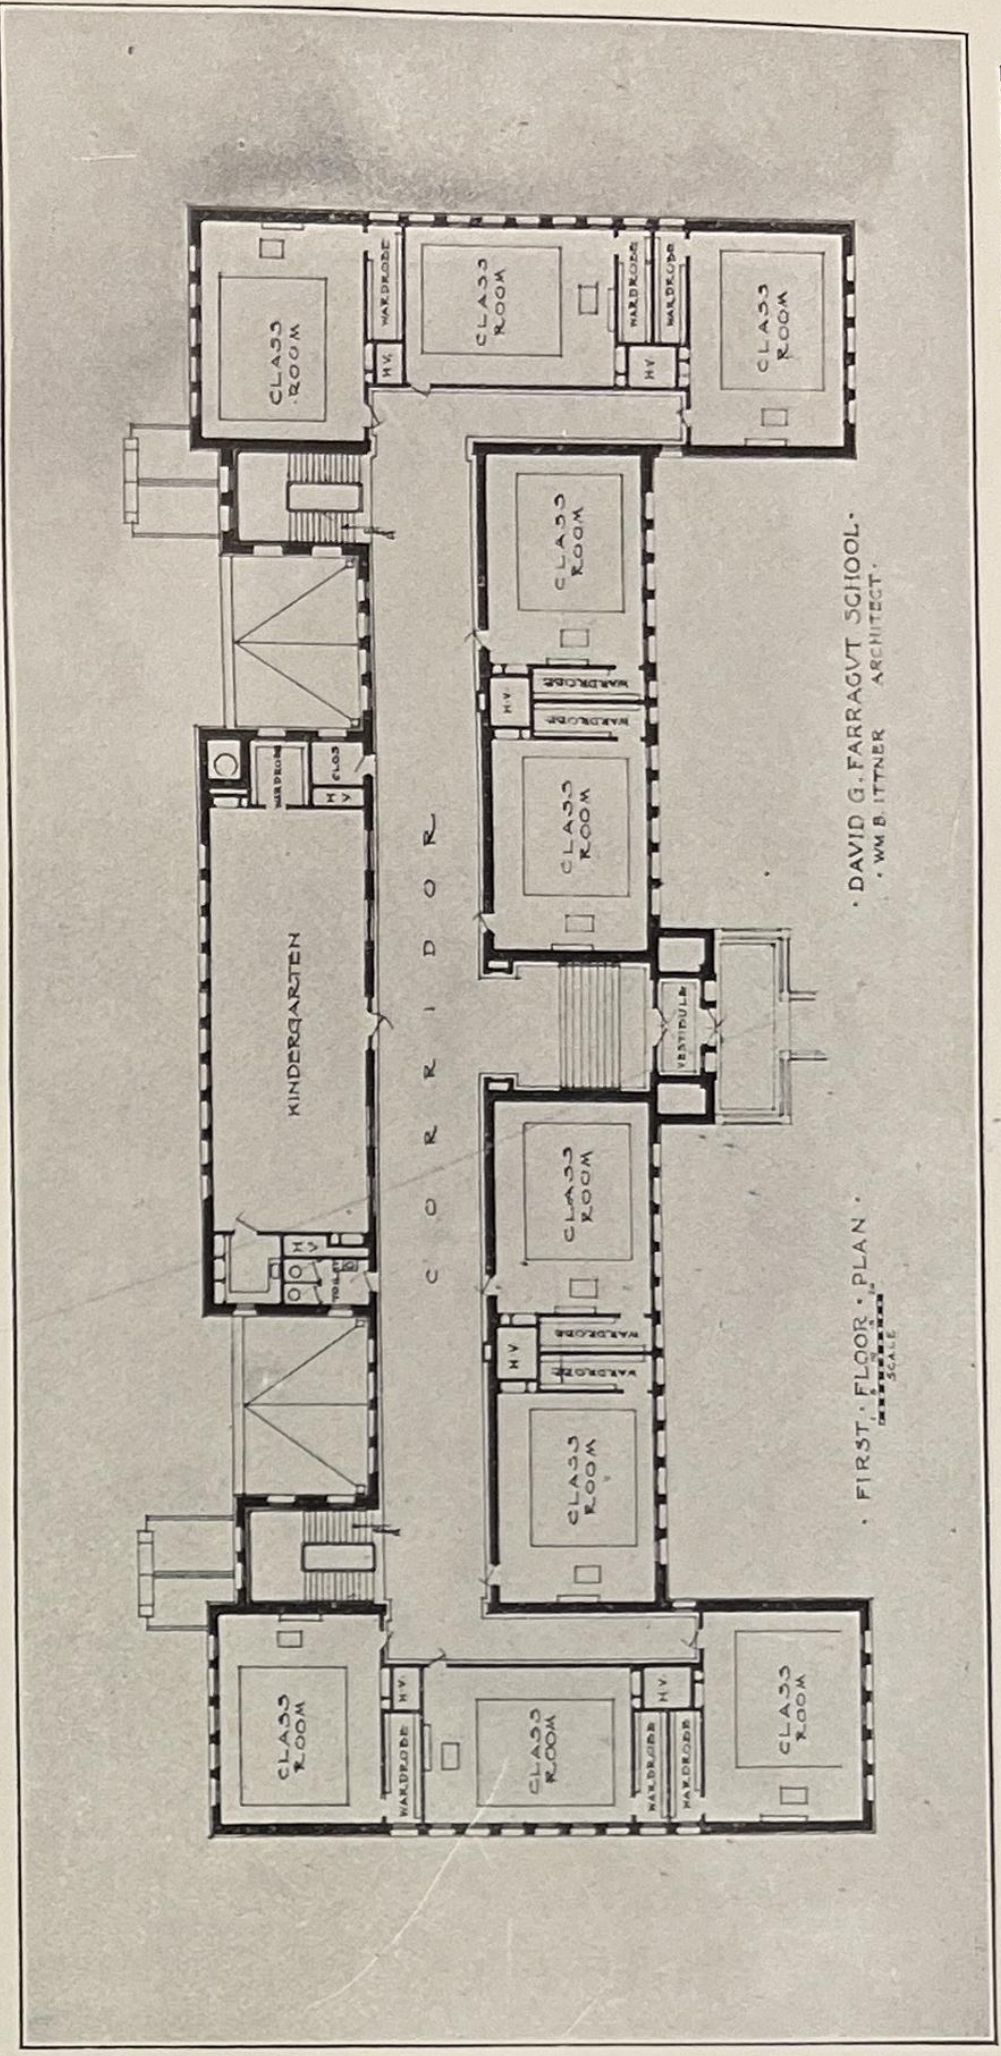 CLASS
ROOM
TOILET
H
V
KINDERGARTEN
H
V
WARDROBE
CLOS
CLASS
ROOM
WARDROBE
H.V.
CORRIDOR
H.V.
WARDROBE
CLASS
ROOM
CLASS
ROOM
H.V.
WARDROBE
WARDROBE
CLASS
ROOM
CLASS
ROOM
H.V.
WARDROBE
WARDROBE
CLASS
ROOM
CLASS
ROOM
WARDROBE
WARDROBE
H.V.
VESTIBULE
H.V.
WARDROBE
WARDROBE
CLASS
ROOM
CLASS
ROOM
· FIRST · FLOOR · PLAN ·
SCALE
· DAVID G. FARRAGVT SCHOOL ·
· WM B. ITTNER ARCHITECT ·